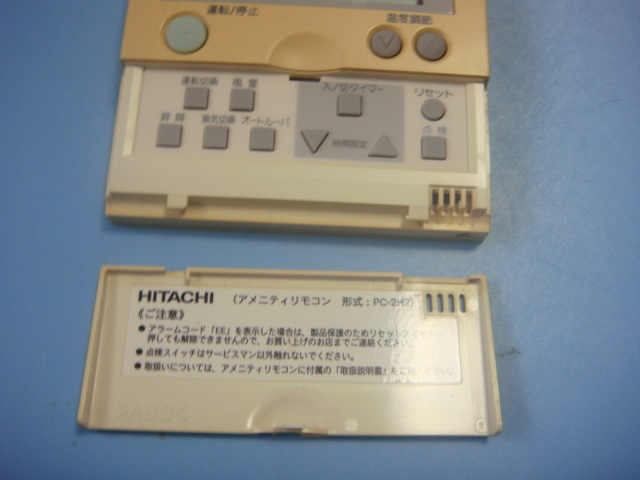 運転/停止
温度調節
運転切換 風量 入/切タイマー リセット
昇降 換気切換 オートルーバ 時間設定 点検
HITACHI (アメニティリモコン 形式:PC-2H2)
《ご注意》
●アラームコード「EE」を表示した場合は、製品保護のためリセット
押しても解除できませんので、お買い上げのお店までご連絡ください。
●点検スイッチはサービスマン以外触れないでください。
●取扱いについては、アメニティリモコンに付属の「取扱説明書」をご覧ください。
>ABS<